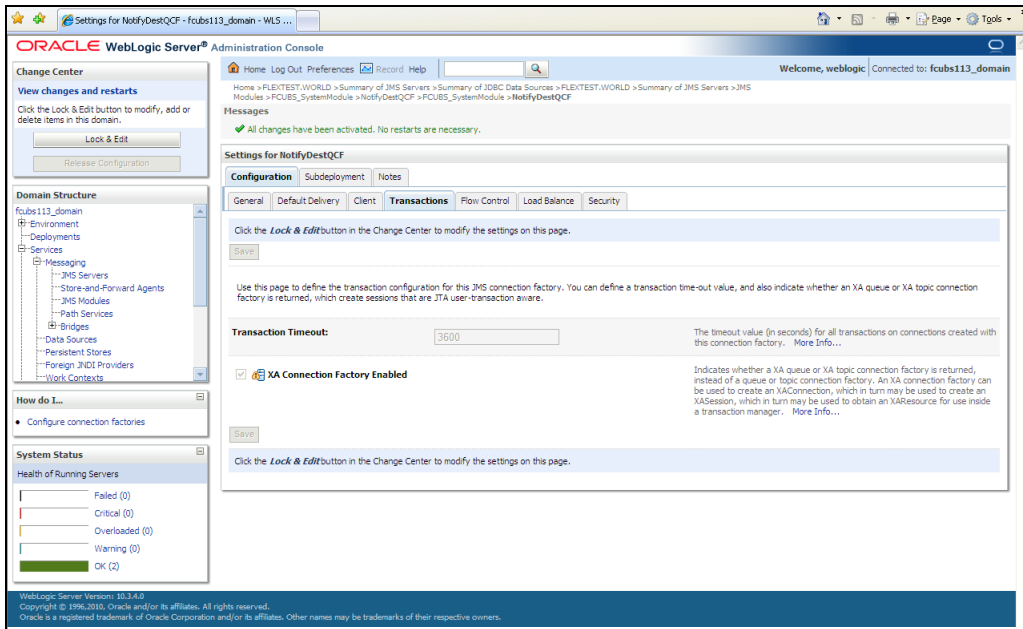 Settings for NotifyDestQCF - fcubs113_domain - WLS ...
Page
Tools
ORACLE WebLogic Server® Administration Console
Change Center
View changes and restarts
Click the Lock & Edit button to modify, add or
delete items in this domain.
Lock & Edit
Release Configuration
Domain Structure
fcubs113_domain
Environment
Deployments
Services
Messaging
JMS Servers
Store-and-Forward Agents
JMS Modules
Path Services
Bridges
Data Sources
Persistent Stores
Foreign JNDI Providers
Work Contexts
How do I...
Configure connection factories
System Status
Health of Running Servers
Failed (0)
Critical (0)
Overloaded (0)
Warning (0)
OK (2)
Home Log Out Preferences Record Help
Welcome, weblogic Connected to: fcubs113_domain
Home >FLEXTEST.WORLD >Summary of JMS Servers >Summary of JDBC Data Sources >FLEXTEST.WORLD >Summary of JMS Servers >JMS
Modules >FCUBS_SystemModule >NotifyDestQCF >FCUBS_SystemModule >NotifyDestQCF
Messages
All changes have been activated. No restarts are necessary.
Settings for NotifyDestQCF
Configuration Subdeployment Notes
General Default Delivery Client Transactions Flow Control Load Balance Security
Click the Lock & Edit button in the Change Center to modify the settings on this page.
Save
Use this page to define the transaction configuration for this JMS connection factory. You can define a transaction time-out value, and also indicate whether an XA queue or XA topic connection
factory is returned, which create sessions that are JTA user-transaction aware.
Transaction Timeout:
3600
The timeout value (in seconds) for all transactions on connections created with
this connection factory. More Info...
XA Connection Factory Enabled
Indicates whether a XA queue or XA topic connection factory is returned,
instead of a queue or topic connection factory. An XA connection factory can
be used to create an XAConnection, which in turn may be used to create an
XASession, which in turn may be used to obtain an XAResource for use inside
a transaction manager. More Info...
Save
Click the Lock & Edit button in the Change Center to modify the settings on this page.
WebLogic Server Version: 10.3.4.0
Copyright © 1996,2010, Oracle and/or its affiliates. All rights reserved.
Oracle is a registered trademark of Oracle Corporation and/or its affiliates. Other names may be trademarks of their respective owners.